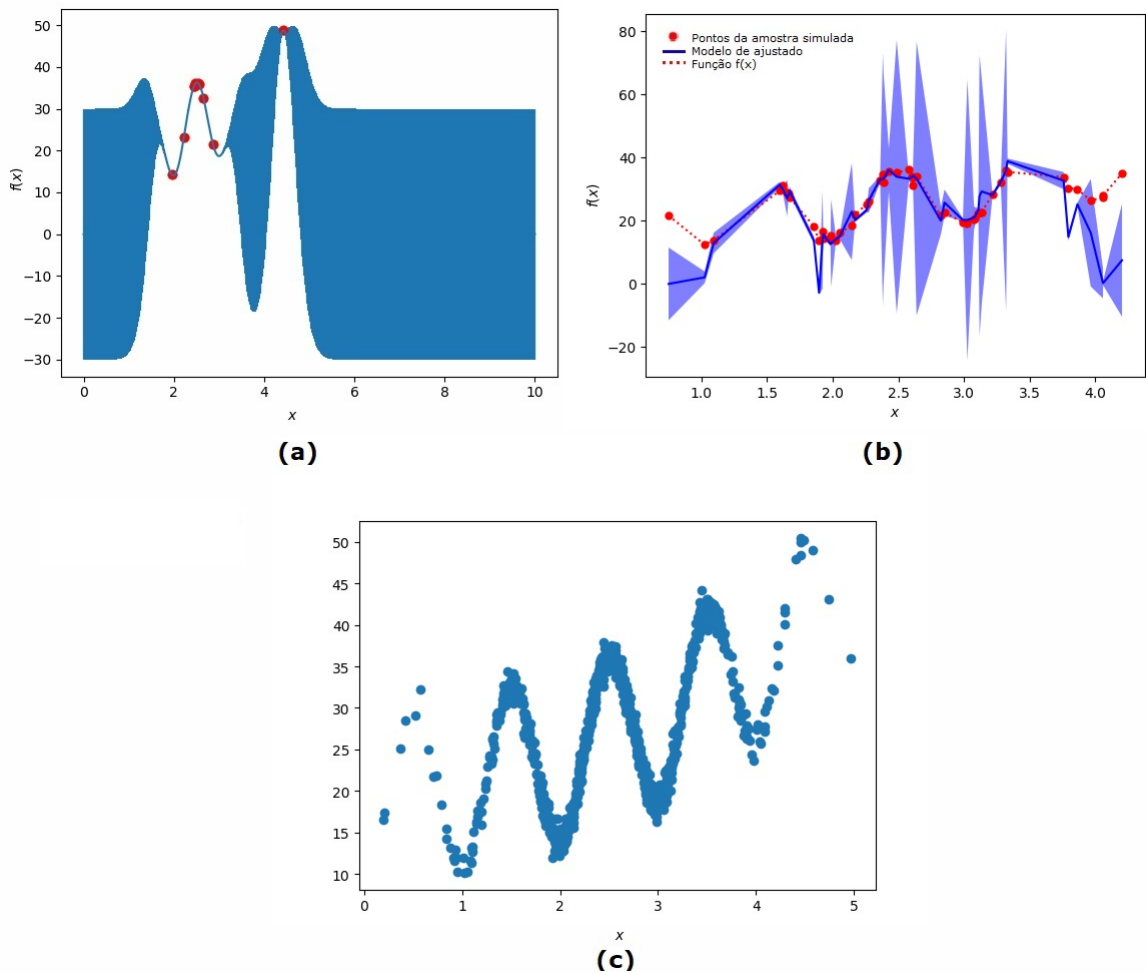 50
40
30
20
10
0
−10
−20
−30
f(x)
0 2 4 6 8 10
x
(a)
80
60
40
20
0
−20
f(x)
Pontos da amostra simulada
Modelo de ajustado
Função f(x)
1.0 1.5 2.0 2.5 3.0 3.5 4.0
x
(b)
50
45
40
35
30
25
20
15
10
0 1 2 3 4 5
x
(c)